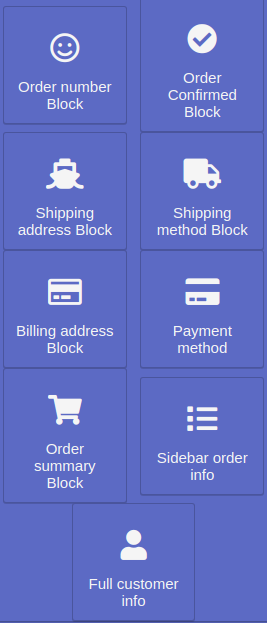 Order number
Block
Order
Confirmed
Block
Shipping
address Block
Shipping
method Block
Billing address
Block
Payment
method
Order
summary
Block
Sidebar order
info
Full customer
info